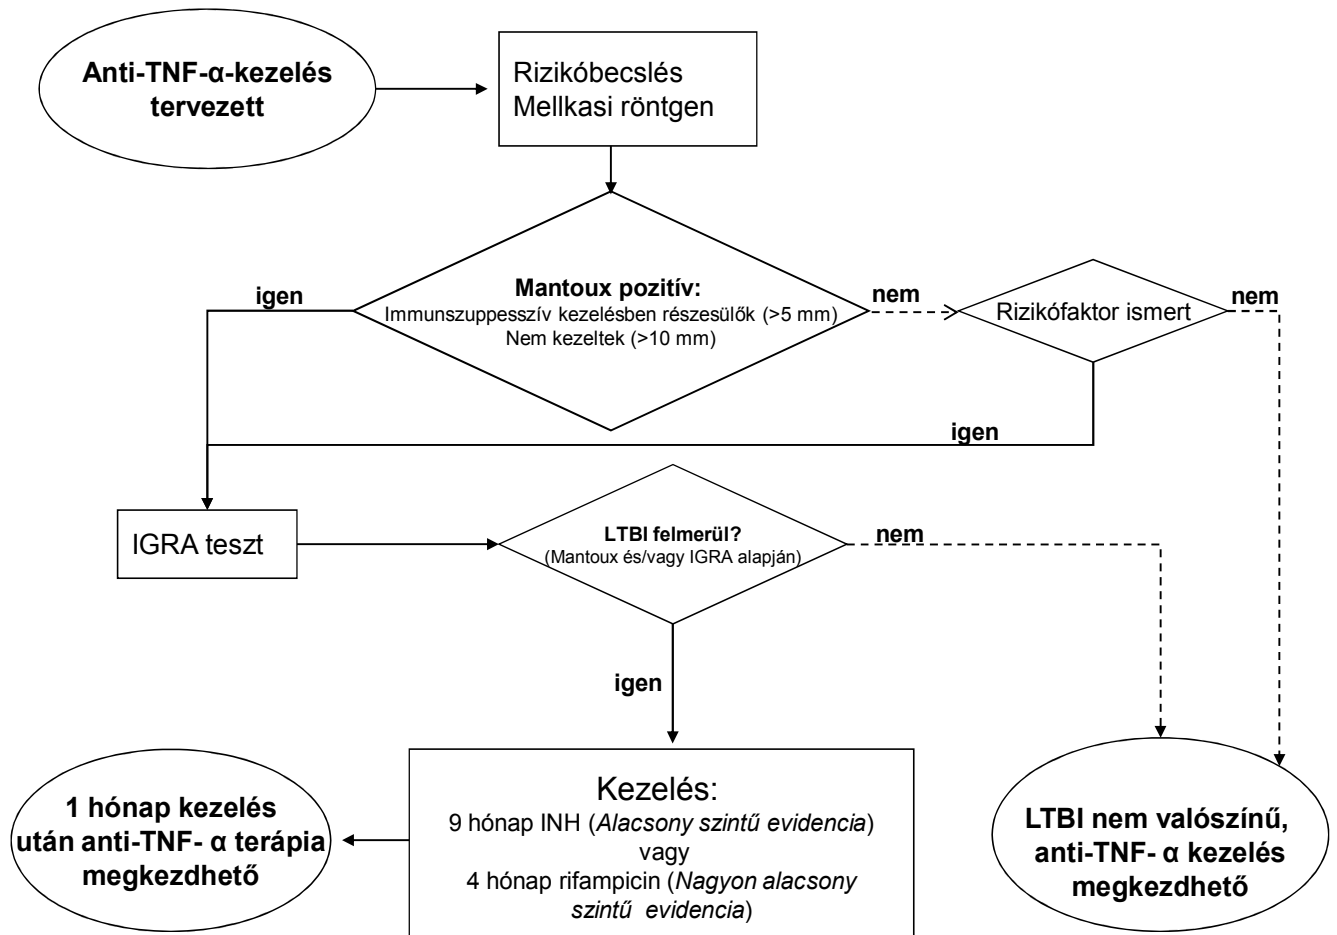 Anti-TNF-α-kezelés
tervezett
Rizikóbecslés
Mellkasi röntgen
igen
Mantoux pozitív:
Immunszuppesszív kezelésben részesülők (>5 mm)
Nem kezeltek (>10 mm)
nem
Rizikófaktor ismert
nem
igen
IGRA teszt
LTBI felmerül?
(Mantoux és/vagy IGRA alapján)
nem
igen
1 hónap kezelés
után anti-TNF- α terápia
megkezdhető
Kezelés:
9 hónap INH (Alacsony szintű evidencia)
vagy
4 hónap rifampicin (Nagyon alacsony
szintű evidencia)
LTBI nem valószínű,
anti-TNF- α kezelés
megkezdhető